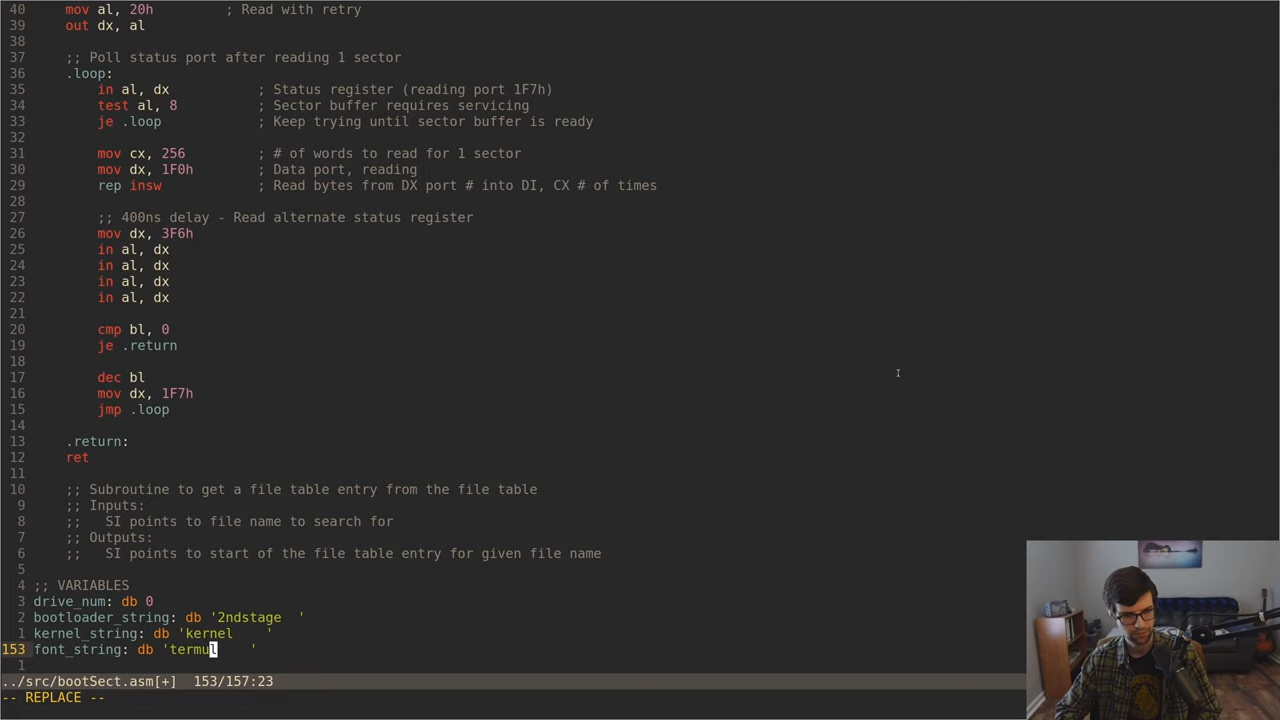 40 mov al, 20h ; Read with retry
39 out dx, al
38
37 ;; Poll status port after reading 1 sector
36 .loop:
35 in al, dx ; Status register (reading port 1F7h)
34 test al, 8 ; Sector buffer requires servicing
33 je .loop ; Keep trying until sector buffer is ready
32
31 mov cx, 256 ; # of words to read for 1 sector
30 mov dx, 1F0h ; Data port, reading
29 rep insw ; Read bytes from DX port # into DI, CX # of times
28
27 ;; 400ns delay - Read alternate status register
26 mov dx, 3F6h
25 in al, dx
24 in al, dx
23 in al, dx
22 in al, dx
21
20 cmp bl, 0
19 je .return
18
17 dec bl
16 mov dx, 1F7h
15 jmp .loop
14
13 .return:
12 ret
11
10 ;; Subroutine to get a file table entry from the file table
9 ;; Inputs:
8 ;; SI points to file name to search for
7 ;; Outputs:
6 ;; SI points to start of the file table entry for given file name
5
4 ;; VARIABLES
3 drive_num: db 0
2 bootloader_string: db '2ndstage  '
1 kernel_string: db 'kernel    '
153 font_string: db 'termul    '
1
../src/bootSect.asm[+] 153/157:23
-- REPLACE --